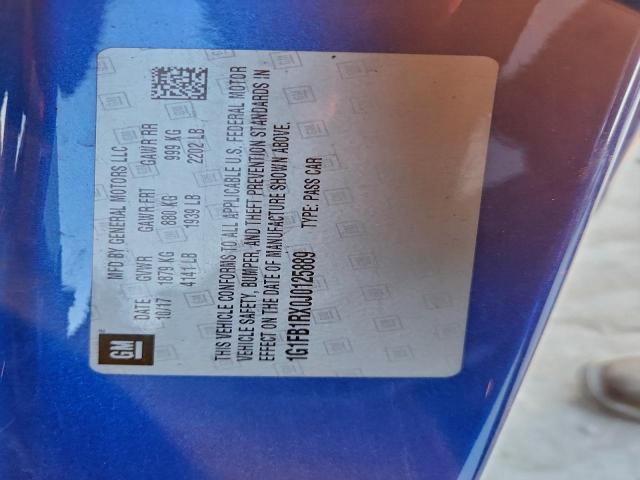 GM
MFD BY GENERAL MOTORS LLC
DATE GVWR GAWR FRT GAWR RR
10/17 1879 KG 880 KG 999 KG
4141 LB 1939 LB 2202 LB
THIS VEHICLE CONFORMS TO ALL APPLICABLE U.S. FEDERAL MOTOR
VEHICLE SAFETY, BUMPER, AND THEFT PREVENTION STANDARDS IN
EFFECT ON THE DATE OF MANUFACTURE SHOWN ABOVE.
1G1FB1RX0J0126689 TYPE: PASS CAR